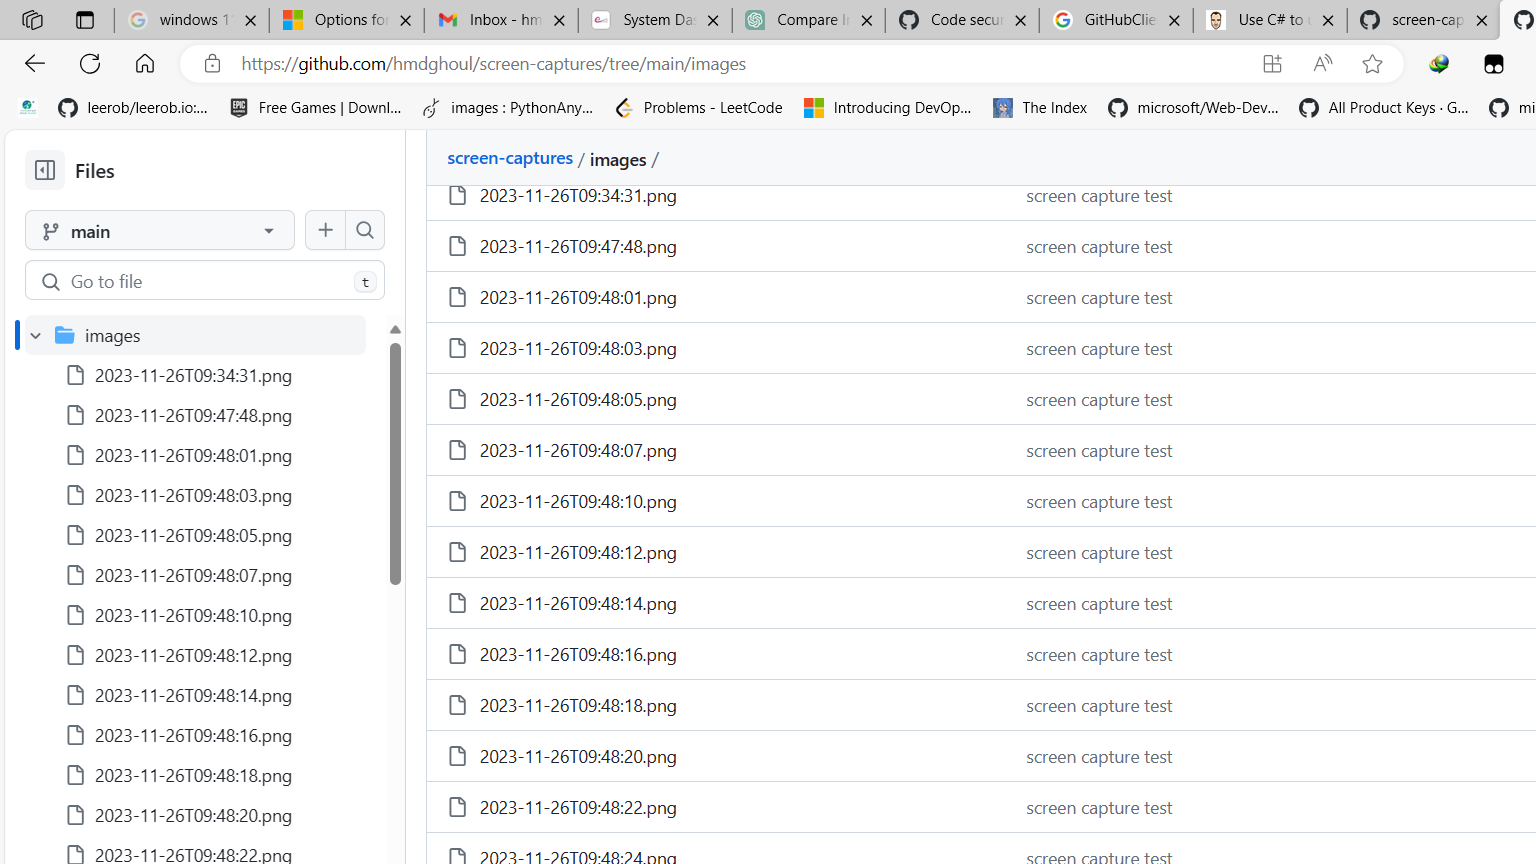 windows 1
Options fo
Inbox - hm
System Da
Compare I
Code secu
GitHubClie
Use C# to
screen-cap
https://github.com/hmdghoul/screen-captures/tree/main/images
leerob/leerob.io:...
EPIC GAMES
Free Games | Downl...
images : PythonAny...
Problems - LeetCode
Introducing DevOp...
The Index
microsoft/Web-Dev...
All Product Keys · G...
mi
Files
main
Go to file
t
images
2023-11-26T09:34:31.png
2023-11-26T09:47:48.png
2023-11-26T09:48:01.png
2023-11-26T09:48:03.png
2023-11-26T09:48:05.png
2023-11-26T09:48:07.png
2023-11-26T09:48:10.png
2023-11-26T09:48:12.png
2023-11-26T09:48:14.png
2023-11-26T09:48:16.png
2023-11-26T09:48:18.png
2023-11-26T09:48:20.png
2023-11-26T09:48:22.png
screen-captures / images /
2023-11-26T09:34:31.png screen capture test
2023-11-26T09:47:48.png screen capture test
2023-11-26T09:48:01.png screen capture test
2023-11-26T09:48:03.png screen capture test
2023-11-26T09:48:05.png screen capture test
2023-11-26T09:48:07.png screen capture test
2023-11-26T09:48:10.png screen capture test
2023-11-26T09:48:12.png screen capture test
2023-11-26T09:48:14.png screen capture test
2023-11-26T09:48:16.png screen capture test
2023-11-26T09:48:18.png screen capture test
2023-11-26T09:48:20.png screen capture test
2023-11-26T09:48:22.png screen capture test
2023-11-26T09:48:24.png screen capture test